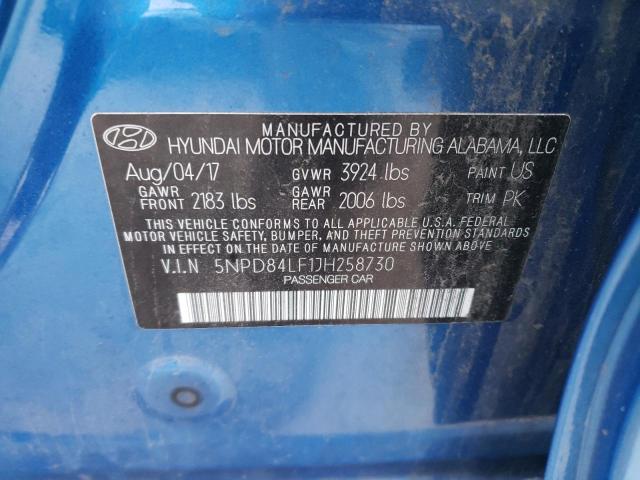 MANUFACTURED BY
HYUNDAI MOTOR MANUFACTURING ALABAMA, LLC
Aug/04/17 GVWR 3924 lbs PAINT US
GAWR FRONT 2183 lbs GAWR REAR 2006 lbs TRIM PK
THIS VEHICLE CONFORMS TO ALL APPLICABLE U.S.A. FEDERAL
MOTOR VEHICLE SAFETY, BUMPER, AND THEFT PREVENTION STANDARDS
IN EFFECT ON THE DATE OF MANUFACTURE SHOWN ABOVE.
V.I.N 5NPD84LF1JH258730
PASSENGER CAR